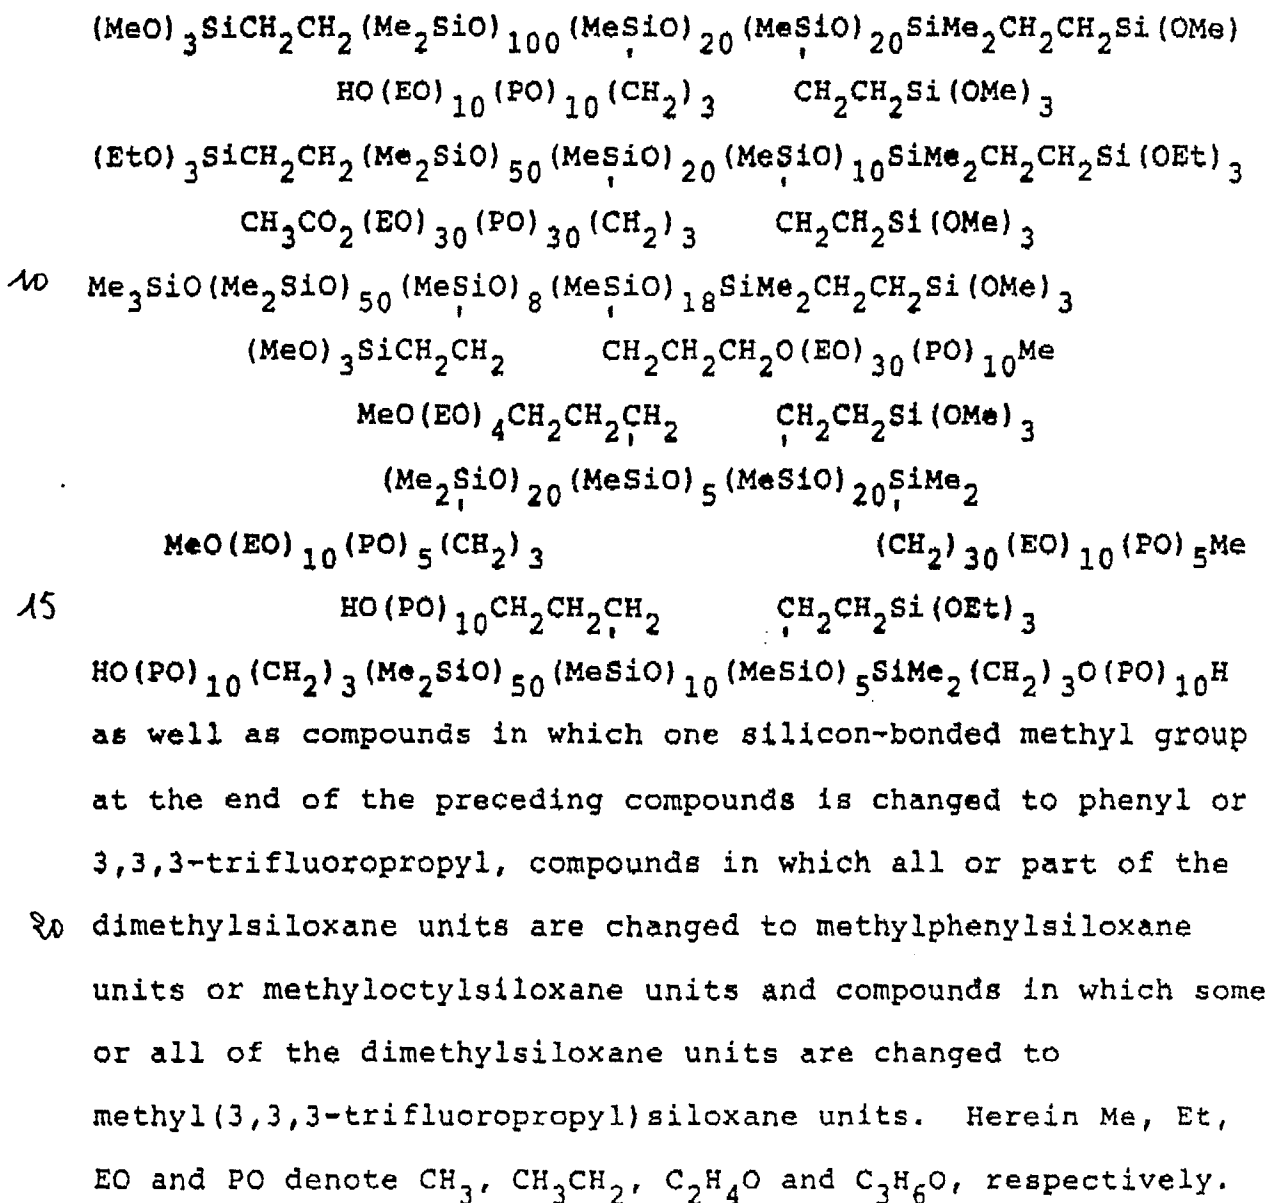 (MeO)₃SiCH₂CH₂(Me₂SiO)₁₀₀(MeSiO)₂₀(MeSiO)₂₀SiMe₂CH₂CH₂Si(OMe)
HO(EO)₁₀(PO)₁₀(CH₂)₃ CH₂CH₂Si(OMe)₃
(EtO)₃SiCH₂CH₂(Me₂SiO)₅₀(MeSiO)₂₀(MeSiO)₁₀SiMe₂CH₂CH₂Si(OEt)₃
CH₃CO₂(EO)₃₀(PO)₃₀(CH₂)₃ CH₂CH₂Si(OMe)₃
10 Me₃SiO(Me₂SiO)₅₀(MeSiO)₈(MeSiO)₁₈SiMe₂CH₂CH₂Si(OMe)₃
(MeO)₃SiCH₂CH₂ CH₂CH₂CH₂O(EO)₃₀(PO)₁₀Me
MeO(EO)₄CH₂CH₂CH₂ CH₂CH₂Si(OMe)₃
(Me₂SiO)₂₀(MeSiO)₅(MeSiO)₂₀SiMe₂
MeO(EO)₁₀(PO)₅(CH₂)₃ (CH₂)₃₀(EO)₁₀(PO)₅Me
15 HO(PO)₁₀CH₂CH₂CH₂ CH₂CH₂Si(OEt)₃
HO(PO)₁₀(CH₂)₃(Me₂SiO)₅₀(MeSiO)₁₀(MeSiO)₅SiMe₂(CH₂)₃O(PO)₁₀H
as well as compounds in which one silicon-bonded methyl group
at the end of the preceding compounds is changed to phenyl or
3,3,3-trifluoropropyl, compounds in which all or part of the
20 dimethylsiloxane units are changed to methylphenylsiloxane
units or methyloctylsiloxane units and compounds in which some
or all of the dimethylsiloxane units are changed to
methyl(3,3,3-trifluoropropyl)siloxane units. Herein Me, Et,
EO and PO denote CH₃, CH₃CH₂, C₂H₄O and C₃H₆O, respectively.